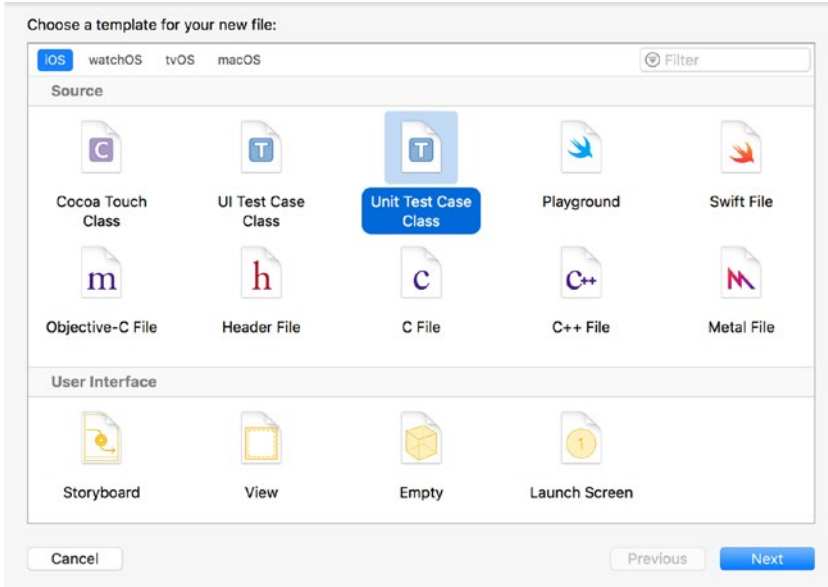 Choose a template for your new file:
iOS watchOS tvOS macOS Filter
Source
C T T
Cocoa Touch Class
UI Test Case Class
Unit Test Case Class
Playground
Swift File
m h c C++
Objective-C File
Header File
C File
C++ File
Metal File
User Interface
1
Storyboard
View
Empty
Launch Screen
Cancel Previous Next